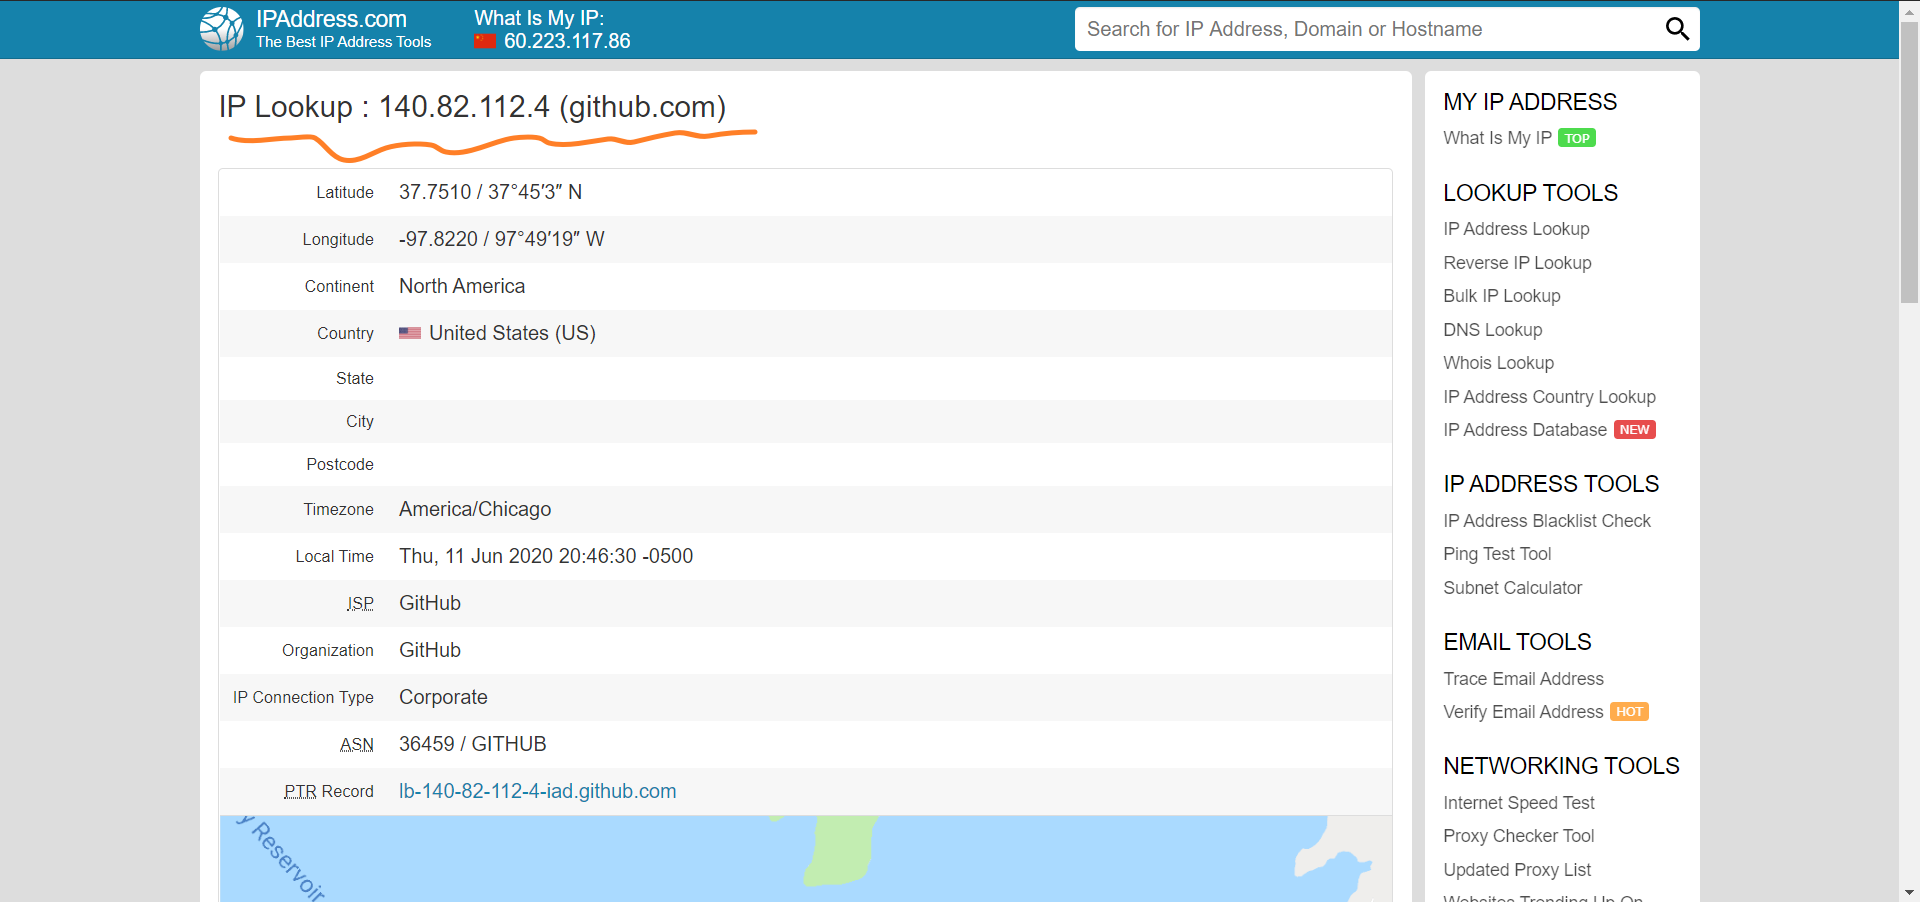 IPAddress.com
The Best IP Address Tools
What Is My IP:
60.223.117.86
Search for IP Address, Domain or Hostname
IP Lookup : 140.82.112.4 (github.com)
Latitude 37.7510 / 37°45′3″ N
Longitude -97.8220 / 97°49′19″ W
Continent North America
Country United States (US)
State
City
Postcode
Timezone America/Chicago
Local Time Thu, 11 Jun 2020 20:46:30 -0500
ISP GitHub
Organization GitHub
IP Connection Type Corporate
ASN 36459 / GITHUB
PTR Record lb-140-82-112-4-iad.github.com
y Reservoir
MY IP ADDRESS
What Is My IP TOP
LOOKUP TOOLS
IP Address Lookup
Reverse IP Lookup
Bulk IP Lookup
DNS Lookup
Whois Lookup
IP Address Country Lookup
IP Address Database NEW
IP ADDRESS TOOLS
IP Address Blacklist Check
Ping Test Tool
Subnet Calculator
EMAIL TOOLS
Trace Email Address
Verify Email Address HOT
NETWORKING TOOLS
Internet Speed Test
Proxy Checker Tool
Updated Proxy List
Websites Trending Up On